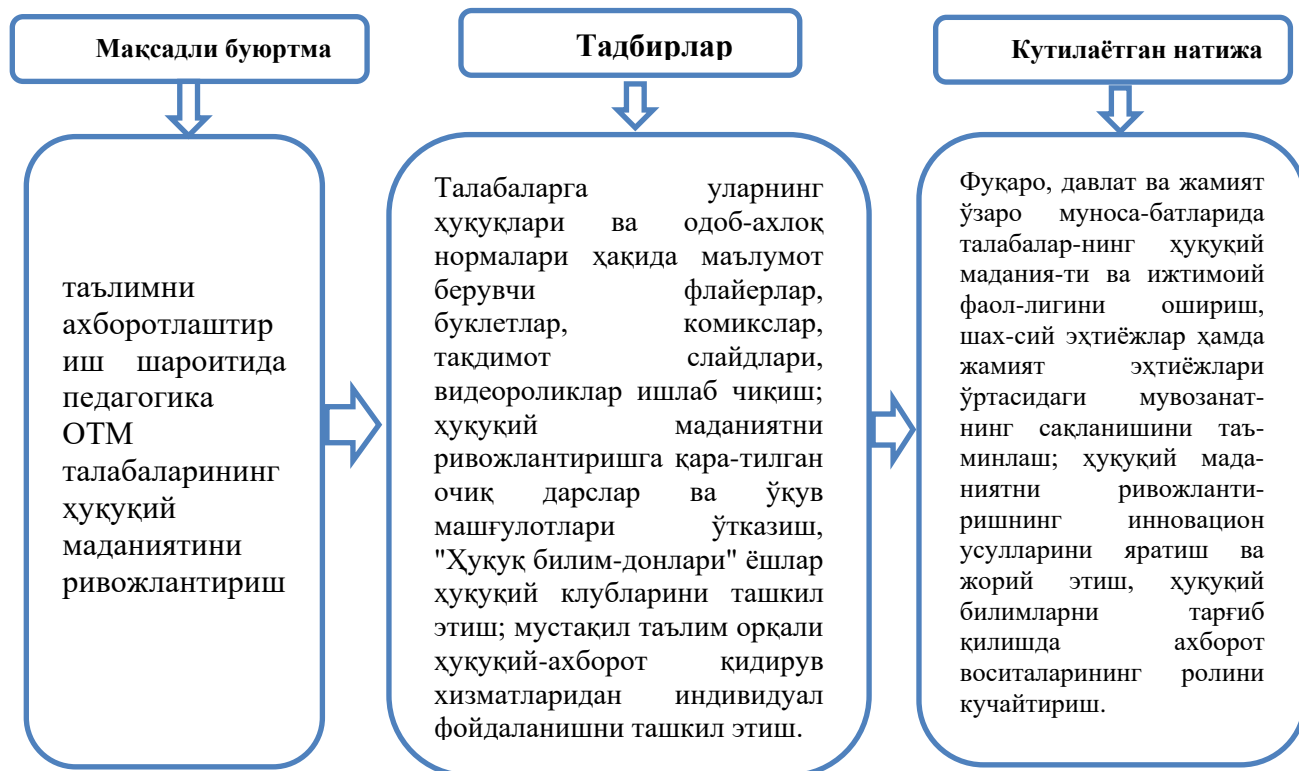 Мақсадли буюртма
таълимни
ахборотлаштир
иш шароитида
педагогика
ОТМ
талабаларининг
ҳуқуқий
маданиятини
ривожлантириш
Тадбирлар
Талабаларга уларнинг
ҳуқуқлари ва одоб-ахлоқ
нормалари ҳақида маълумот
берувчи флайерлар,
буклетлар, комикслар,
тақдимот слайдлари,
видеороликлар ишлаб чиқиш;
ҳуқуқий маданиятни
ривожлантиришга қара-тилган
очиқ дарслар ва ўқув
машғулотлари ўтказиш,
"Ҳуқуқ билим-донлари" ёшлар
ҳуқуқий клубларини ташкил
этиш; мустақил таълим орқали
ҳуқуқий-ахборот қидирув
хизматларидан индивидуал
фойдаланишни ташкил этиш.
Кутилаётган натижа
Фуқаро, давлат ва жамият
ўзаро муноса-батларида
талабалар-нинг ҳуқуқий
мадания-ти ва ижтимоий
фаол-лигини ошириш,
шах-сий эҳтиёжлар ҳамда
жамият эҳтиёжлари
ўртасидаги мувозанат-
нинг сақланишини таъ-
минлаш; ҳуқуқий мада-
ниятни ривожланти-
ришнинг инновацион
усулларини яратиш ва
жорий этиш, ҳуқуқий
билимларни тарғиб
қилишда ахборот
воситаларининг ролини
кучайтириш.